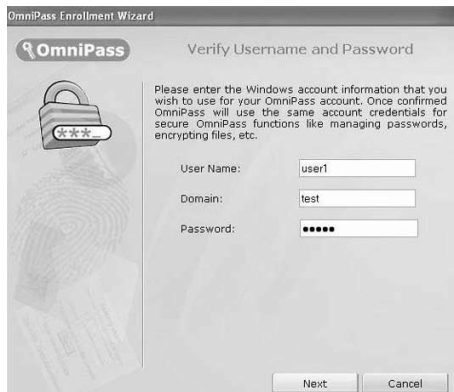 OmniPass Enrollment Wizard
OmniPass
Verify Username and Password
Please enter the Windows account information that you
wish to use for your OmniPass account. Once confirmed
OmniPass will use the same account credentials for
secure OmniPass functions like managing passwords,
encrypting files, etc.
***_
User Name: user1
Domain: test
Password: •••••
Next Cancel